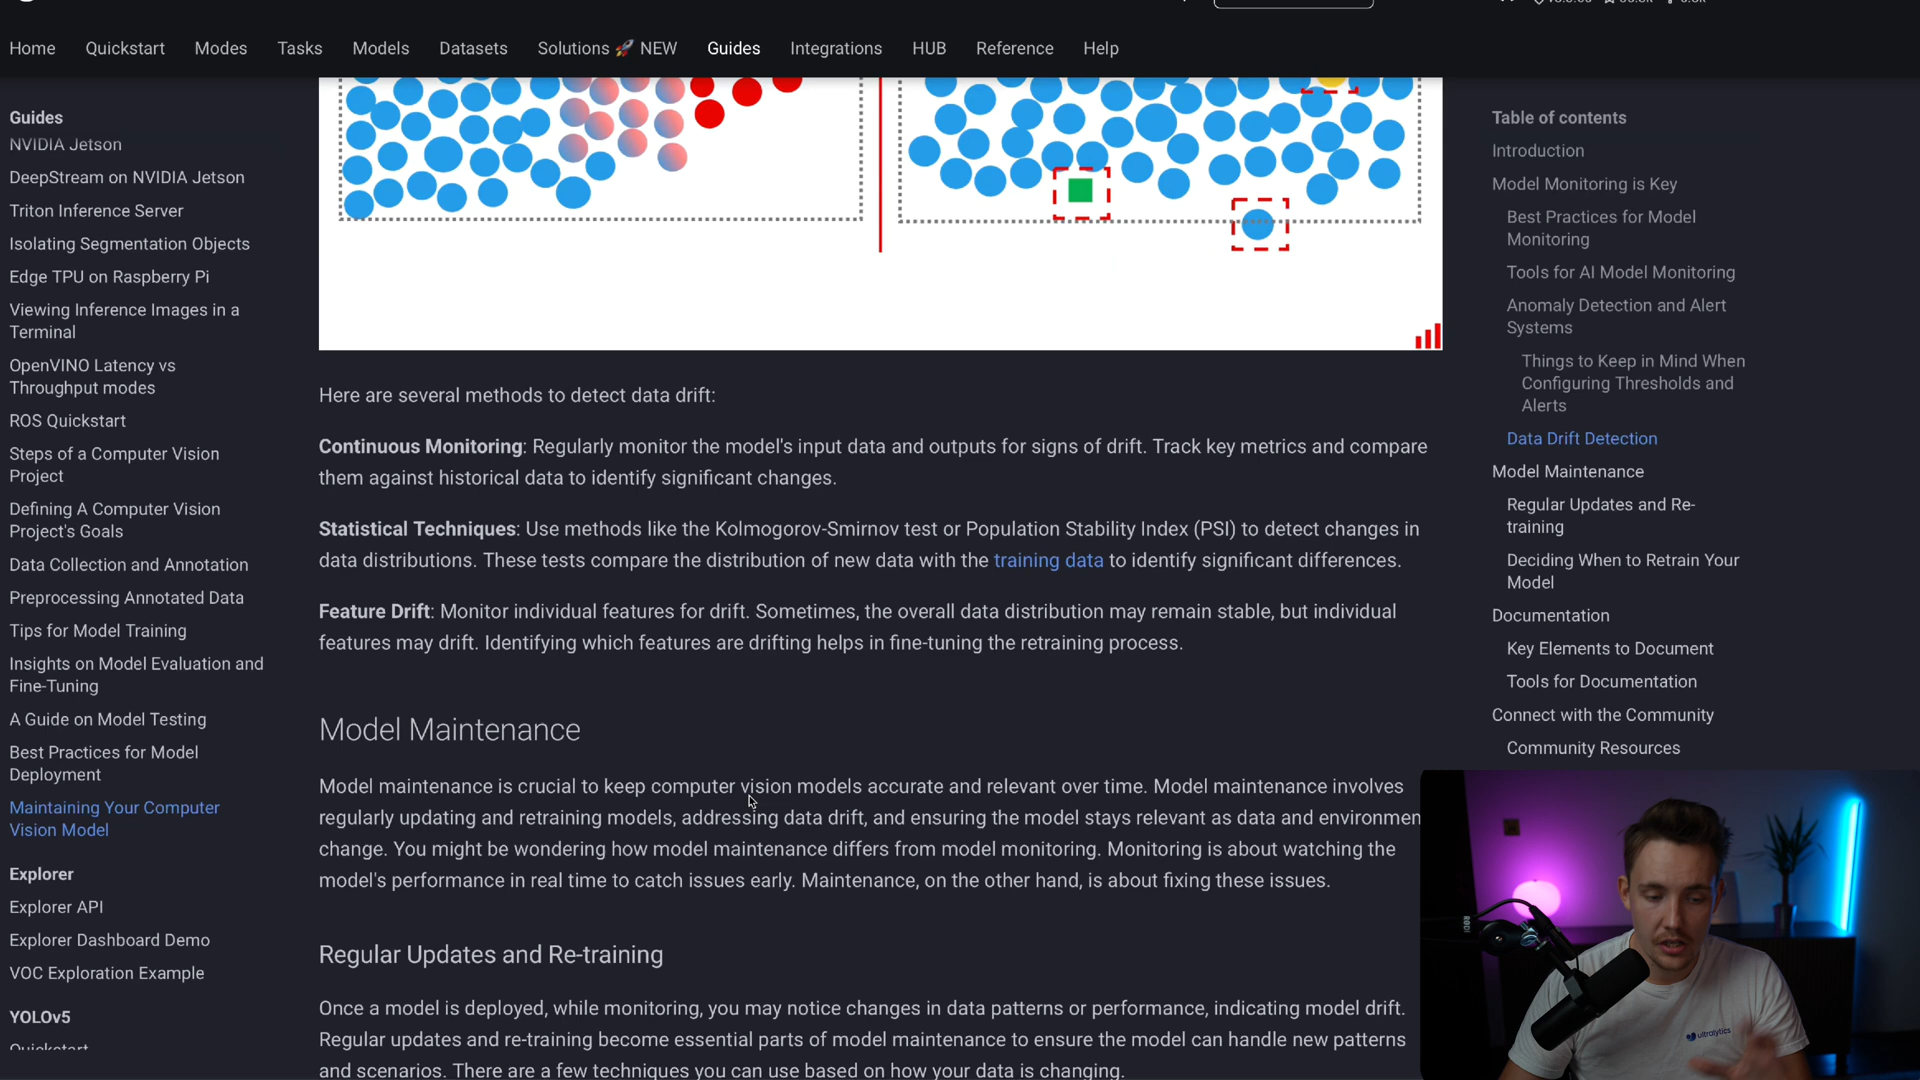 Home Quickstart Modes Tasks Models Datasets Solutions 🚀 NEW Guides Integrations HUB Reference Help
Guides
NVIDIA Jetson
DeepStream on NVIDIA Jetson
Triton Inference Server
Isolating Segmentation Objects
Edge TPU on Raspberry Pi
Viewing Inference Images in a
Terminal
OpenVINO Latency vs
Throughput modes
ROS Quickstart
Steps of a Computer Vision
Project
Defining A Computer Vision
Project's Goals
Data Collection and Annotation
Preprocessing Annotated Data
Tips for Model Training
Insights on Model Evaluation and
Fine-Tuning
A Guide on Model Testing
Best Practices for Model
Deployment
Maintaining Your Computer
Vision Model
Explorer
Explorer API
Explorer Dashboard Demo
VOC Exploration Example
YOLOv5
Quickstart
Here are several methods to detect data drift:
Continuous Monitoring: Regularly monitor the model's input data and outputs for signs of drift. Track key metrics and compare
them against historical data to identify significant changes.
Statistical Techniques: Use methods like the Kolmogorov-Smirnov test or Population Stability Index (PSI) to detect changes in
data distributions. These tests compare the distribution of new data with the training data to identify significant differences.
Feature Drift: Monitor individual features for drift. Sometimes, the overall data distribution may remain stable, but individual
features may drift. Identifying which features are drifting helps in fine-tuning the retraining process.
Model Maintenance
Model maintenance is crucial to keep computer vision models accurate and relevant over time. Model maintenance involves
regularly updating and retraining models, addressing data drift, and ensuring the model stays relevant as data and environmen
change. You might be wondering how model maintenance differs from model monitoring. Monitoring is about watching the
model's performance in real time to catch issues early. Maintenance, on the other hand, is about fixing these issues.
Regular Updates and Re-training
Once a model is deployed, while monitoring, you may notice changes in data patterns or performance, indicating model drift.
Regular updates and re-training become essential parts of model maintenance to ensure the model can handle new patterns
and scenarios. There are a few techniques you can use based on how your data is changing.
Table of contents
Introduction
Model Monitoring is Key
Best Practices for Model
Monitoring
Tools for AI Model Monitoring
Anomaly Detection and Alert
Systems
Things to Keep in Mind When
Configuring Thresholds and
Alerts
Data Drift Detection
Model Maintenance
Regular Updates and Re-
training
Deciding When to Retrain Your
Model
Documentation
Key Elements to Document
Tools for Documentation
Connect with the Community
Community Resources
ultralytics